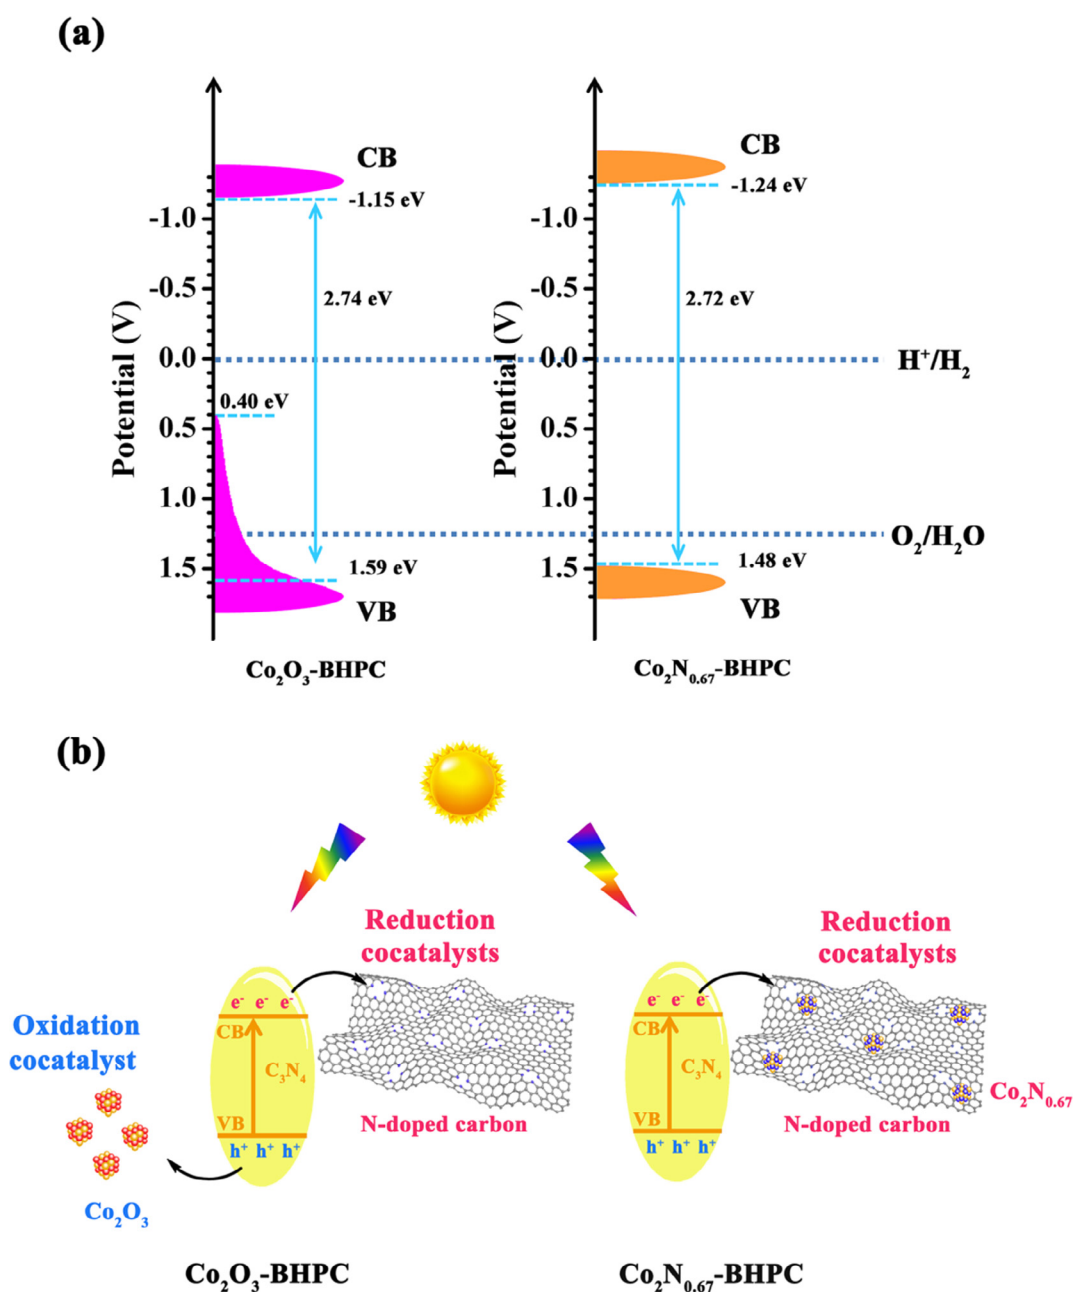 (a)
CB
-1.15 eV
-1.0
-0.5
0.0
0.5
1.0
1.5
Potential (V)
2.74 eV
0.40 eV
1.59 eV
VB
Co₂O₃-BHPC
CB
-1.24 eV
-1.0
-0.5
0.0
0.5
1.0
1.5
Potential (V)
2.72 eV
H⁺/H₂
O₂/H₂O
1.48 eV
VB
Co₂N₀.₆₇-BHPC
(b)
Reduction
cocatalysts
Oxidation
cocatalyst
e⁻ e⁻ e⁻
CB
C₃N₄
VB
h⁺ h⁺ h⁺
N-doped carbon
Co₂O₃
Co₂O₃-BHPC
Reduction
cocatalysts
e⁻ e⁻ e⁻
CB
C₃N₄
VB
h⁺ h⁺ h⁺
Co₂N₀.₆₇
N-doped carbon
Co₂N₀.₆₇-BHPC